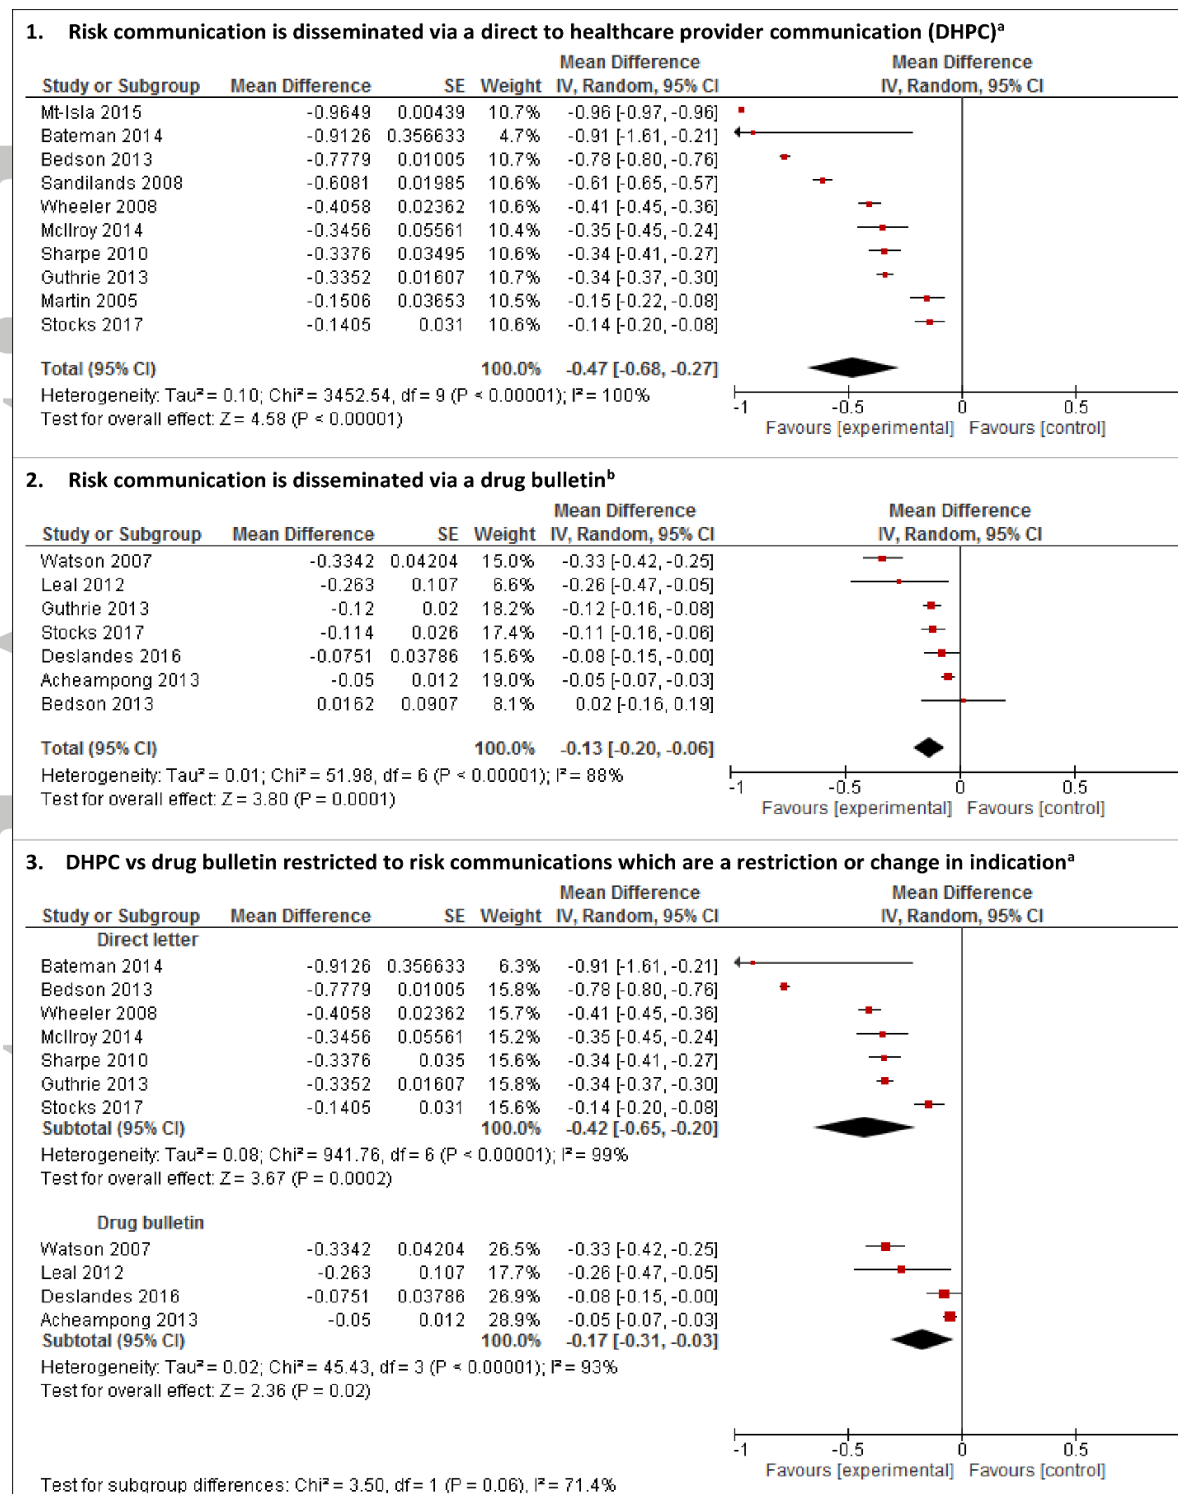 1. Risk communication is disseminated via a direct to healthcare provider communication (DHPC)ᵃ
Mean Difference Mean Difference
Study or Subgroup Mean Difference SE Weight IV, Random, 95% CI IV, Random, 95% CI
Mt-Isla 2015 -0.9649 0.00439 10.7% -0.96 [-0.97, -0.96]
Bateman 2014 -0.9126 0.356633 4.7% -0.91 [-1.61, -0.21]
Bedson 2013 -0.7779 0.01005 10.7% -0.78 [-0.80, -0.76]
Sandilands 2008 -0.6081 0.01985 10.6% -0.61 [-0.65, -0.57]
Wheeler 2008 -0.4058 0.02362 10.6% -0.41 [-0.45, -0.36]
McIlroy 2014 -0.3456 0.05561 10.4% -0.35 [-0.45, -0.24]
Sharpe 2010 -0.3376 0.03495 10.6% -0.34 [-0.41, -0.27]
Guthrie 2013 -0.3352 0.01607 10.7% -0.34 [-0.37, -0.30]
Martin 2005 -0.1506 0.03653 10.5% -0.15 [-0.22, -0.08]
Stocks 2017 -0.1405 0.031 10.6% -0.14 [-0.20, -0.08]
Total (95% CI) 100.0% -0.47 [-0.68, -0.27]
Heterogeneity: Tau² = 0.10; Chi² = 3452.54, df = 9 (P < 0.00001); I² = 100%
Test for overall effect: Z = 4.58 (P < 0.00001)
-1 -0.5 0 0.5
Favours [experimental] Favours [control]
2. Risk communication is disseminated via a drug bulletinᵇ
Mean Difference Mean Difference
Study or Subgroup Mean Difference SE Weight IV, Random, 95% CI IV, Random, 95% CI
Watson 2007 -0.3342 0.04204 15.0% -0.33 [-0.42, -0.25]
Leal 2012 -0.263 0.107 6.6% -0.26 [-0.47, -0.05]
Guthrie 2013 -0.12 0.02 18.2% -0.12 [-0.16, -0.08]
Stocks 2017 -0.114 0.026 17.4% -0.11 [-0.16, -0.06]
Deslandes 2016 -0.0751 0.03786 15.6% -0.08 [-0.15, -0.00]
Acheampong 2013 -0.05 0.012 19.0% -0.05 [-0.07, -0.03]
Bedson 2013 0.0162 0.0907 8.1% 0.02 [-0.16, 0.19]
Total (95% CI) 100.0% -0.13 [-0.20, -0.06]
Heterogeneity: Tau² = 0.01; Chi² = 51.98, df = 6 (P < 0.00001); I² = 88%
Test for overall effect: Z = 3.80 (P = 0.0001)
-1 -0.5 0 0.5
Favours [experimental] Favours [control]
3. DHPC vs drug bulletin restricted to risk communications which are a restriction or change in indicationᵃ
Mean Difference Mean Difference
Study or Subgroup Mean Difference SE Weight IV, Random, 95% CI IV, Random, 95% CI
Direct letter
Bateman 2014 -0.9126 0.356633 6.3% -0.91 [-1.61, -0.21]
Bedson 2013 -0.7779 0.01005 15.8% -0.78 [-0.80, -0.76]
Wheeler 2008 -0.4058 0.02362 15.7% -0.41 [-0.45, -0.36]
McIlroy 2014 -0.3456 0.05561 15.2% -0.35 [-0.45, -0.24]
Sharpe 2010 -0.3376 0.035 15.6% -0.34 [-0.41, -0.27]
Guthrie 2013 -0.3352 0.01607 15.8% -0.34 [-0.37, -0.30]
Stocks 2017 -0.1405 0.031 15.6% -0.14 [-0.20, -0.08]
Subtotal (95% CI) 100.0% -0.42 [-0.65, -0.20]
Heterogeneity: Tau² = 0.08; Chi² = 941.76, df = 6 (P < 0.00001); I² = 99%
Test for overall effect: Z = 3.67 (P = 0.0002)
Drug bulletin
Watson 2007 -0.3342 0.04204 26.5% -0.33 [-0.42, -0.25]
Leal 2012 -0.263 0.107 17.7% -0.26 [-0.47, -0.05]
Deslandes 2016 -0.0751 0.03786 26.9% -0.08 [-0.15, -0.00]
Acheampong 2013 -0.05 0.012 28.9% -0.05 [-0.07, -0.03]
Subtotal (95% CI) 100.0% -0.17 [-0.31, -0.03]
Heterogeneity: Tau² = 0.02; Chi² = 45.43, df = 3 (P < 0.00001); I² = 93%
Test for overall effect: Z = 2.36 (P = 0.02)
-1 -0.5 0 0.5
Favours [experimental] Favours [control]
Test for subgroup differences: Chi² = 3.50, df = 1 (P = 0.06), I² = 71.4%